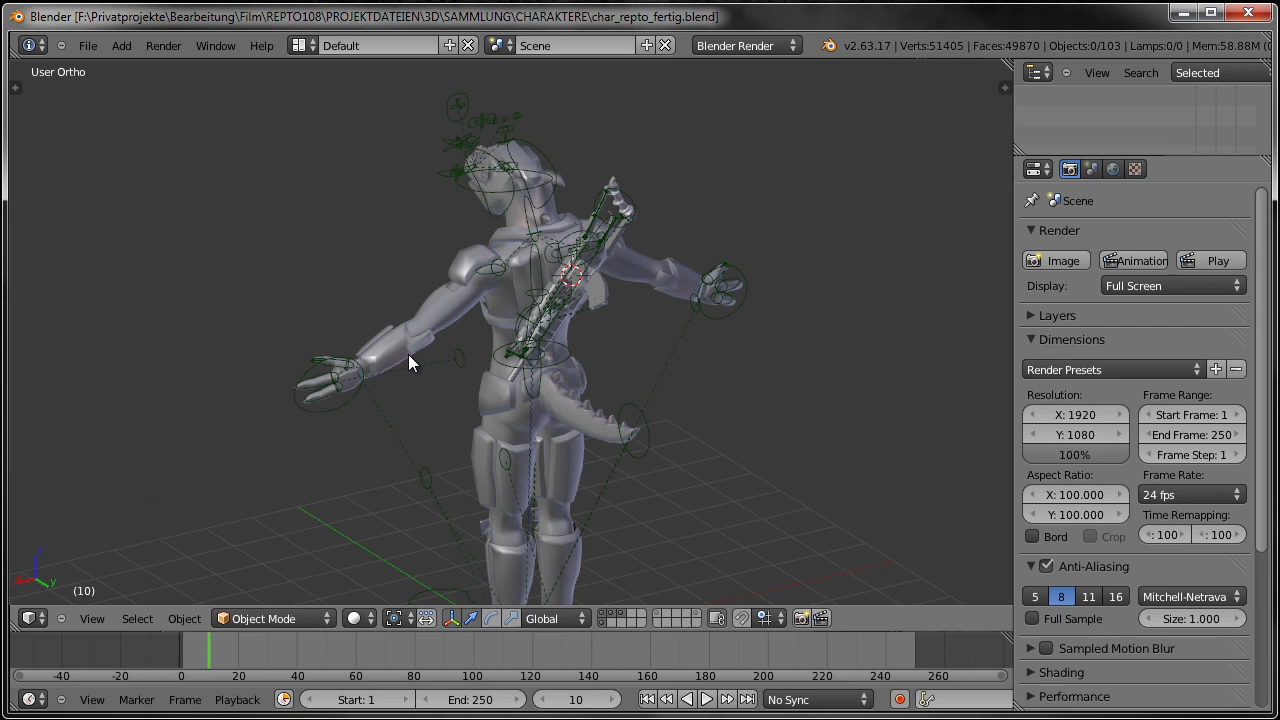 Blender [F:\Privatprojekte\Bearbeitung\Film\REPTO108\PROJEKTDATEIEN\3D\SAMMLUNG\CHARAKTERE\char_repto_fertig.blend]
File Add Render Window Help Default Scene Blender Render v2.63.17 | Verts:51405 | Faces:49870 | Objects:0/103 | Lamps:0/0 | Mem:58.88M (0
User Ortho
View Search Selected
Scene
Render
Image Animation Play
Display: Full Screen
Layers
Dimensions
Render Presets
Resolution: Frame Range:
X: 1920 Start Frame: 1
Y: 1080 End Frame: 250
100% Frame Step: 1
Aspect Ratio: Frame Rate:
X: 100.000 24 fps
Y: 100.000 Time Remapping:
Bord Crop : 100 : 100
Anti-Aliasing
5 8 11 16 Mitchell-Netrava
Full Sample Size: 1.000
Sampled Motion Blur
Shading
Performance
z
y
(10)
View Select Object Object Mode Global
-40 -20 0 20 40 60 80 100 120 140 160 180 200 220 240 260
View Marker Frame Playback Start: 1 End: 250 10 No Sync